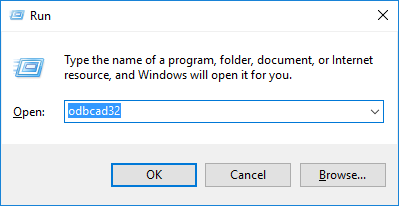 Run
Type the name of a program, folder, document, or Internet
resource, and Windows will open it for you.
Open: odbcad32
OK Cancel Browse...